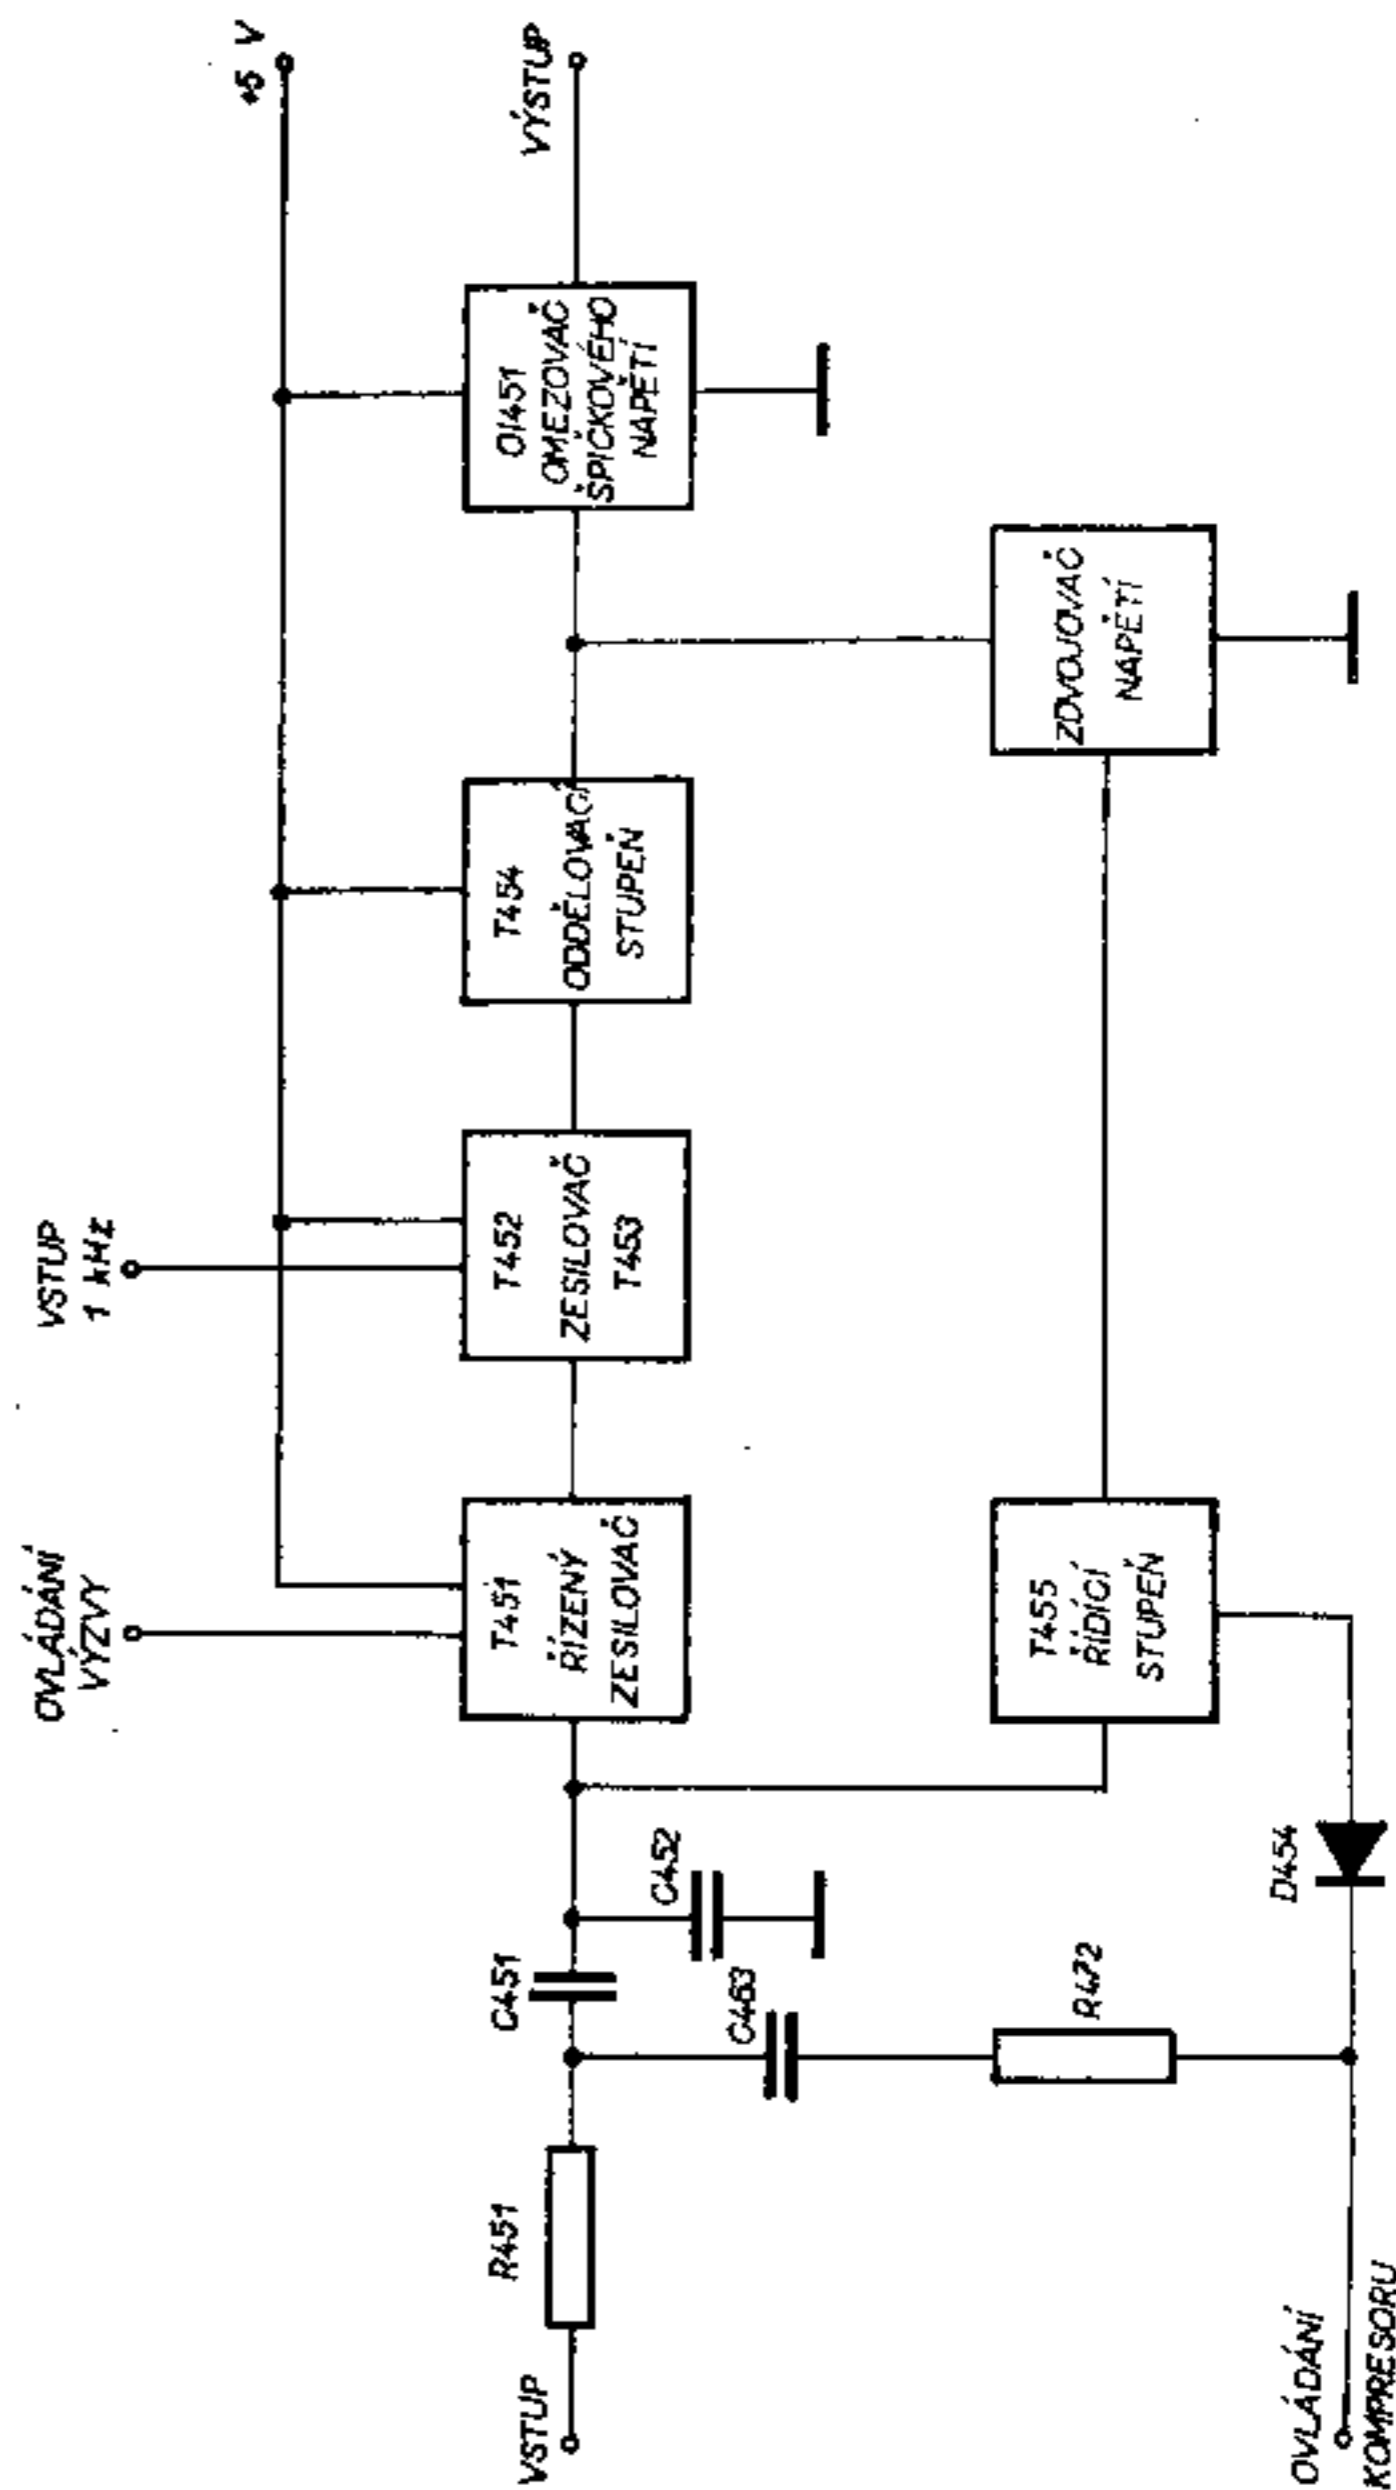 +5 V
VSTUP
1 kHz
OVLÁDÁNÍ
VÝZVY
VSTUP
R451
C451
C452
C463
T451
ŘÍZENÝ
ZESILOVAČ
T452
ZESILOVAČ
T453
T454
ODDĚLOVACÍ
STUPEŇ
OI451
OMEZOVAČ
ŠPIČKOVÉHO
NAPĚTÍ
VÝSTUP
ZDVOJOVAČ
NAPĚTÍ
T455
ŘÍDÍCÍ
STUPEŇ
R472
D454
OVLÁDÁNÍ
KOMPRESORU